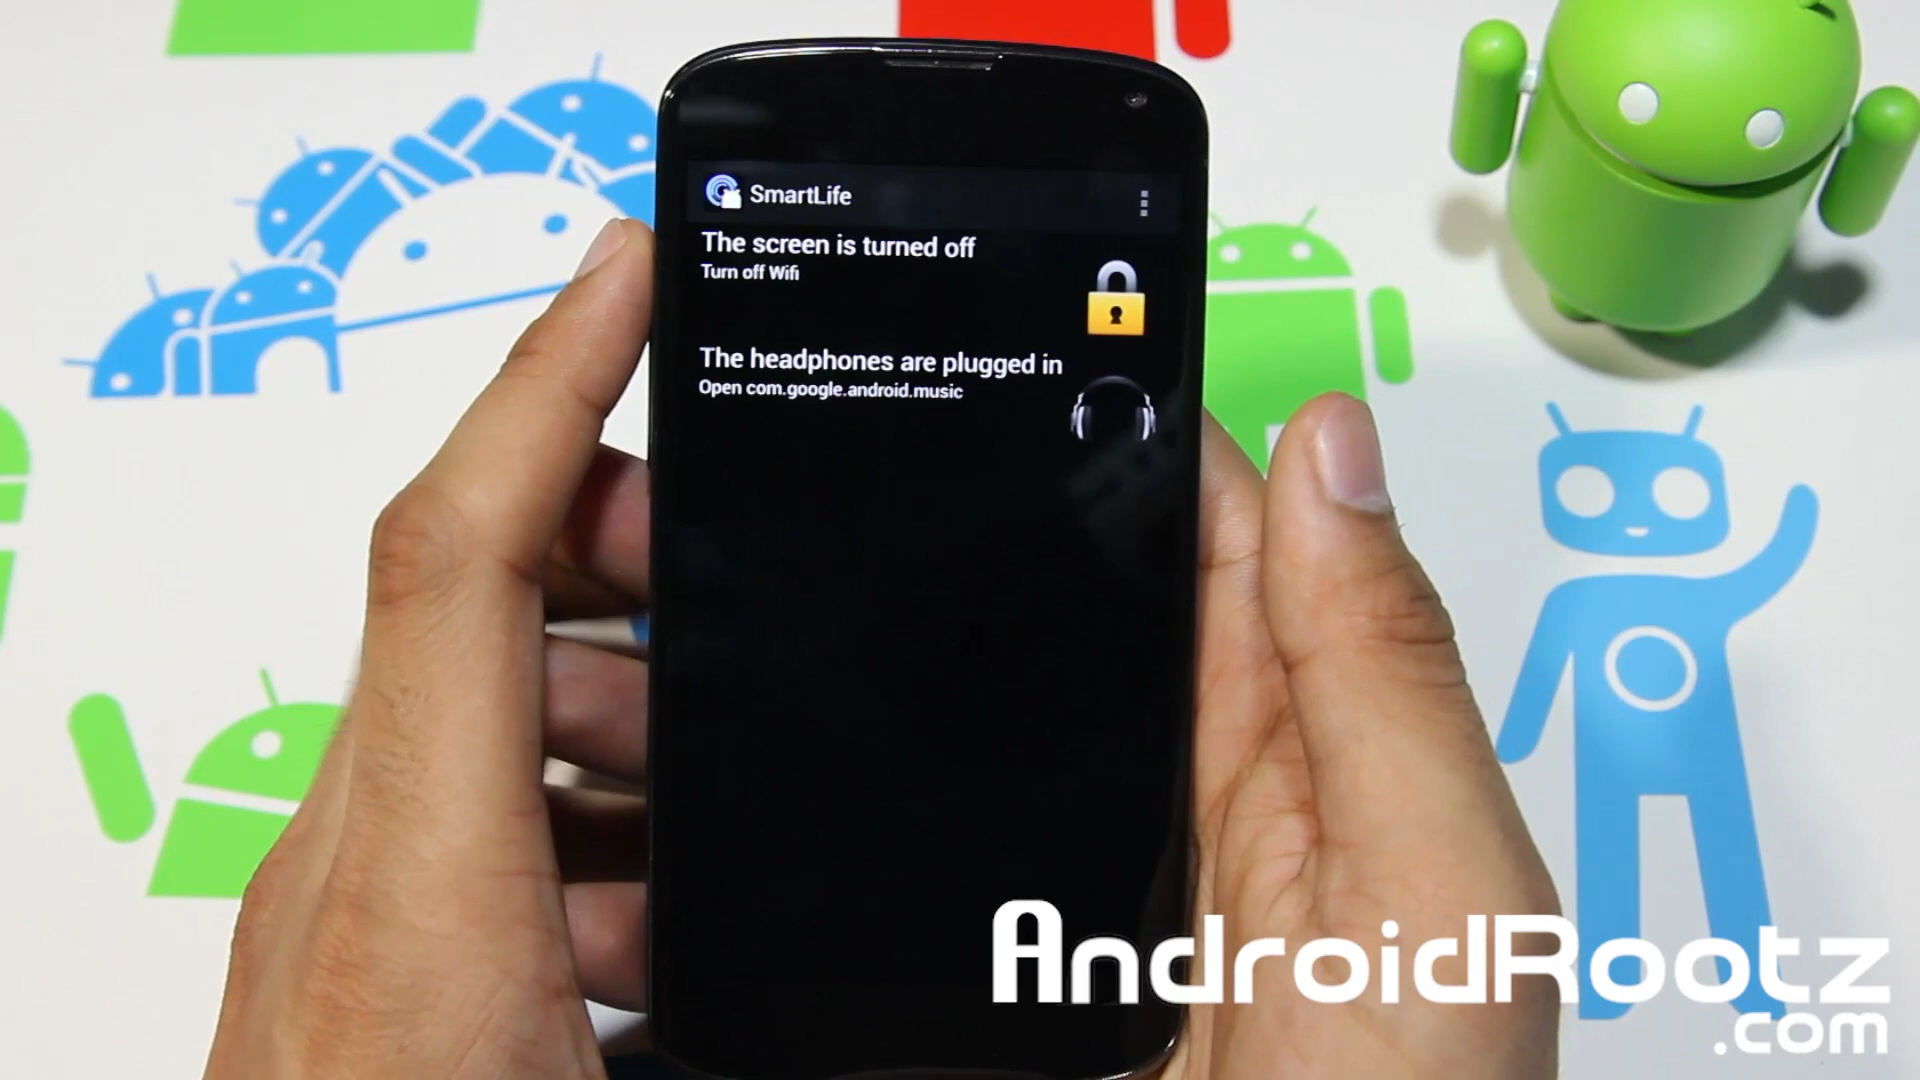 SmartLife
The screen is turned off
Turn off Wifi
The headphones are plugged in
Open com.google.android.music
AndroidRootz
.com